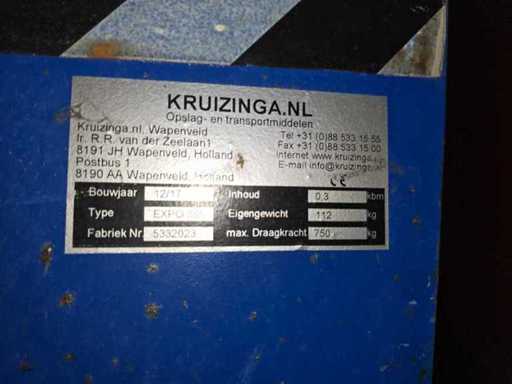 KRUIZINGA.NL
Opslag- en transportmiddelen
Kruizinga.nl, Wapenveld
Ir. R.R. van der Zeelaan1
8191 JH Wapenveld, Holland
Postbus 1
8190 AA Wapenveld, Holland
Tel +31 (0)88 533 15 55
Fax +31 (0)88 533 15 00
Internet www.kruizinga
E-mail info@kruizinga
CE
Bouwjaar 12/17 Inhoud 0,3 kbm
Type Eigengewicht 112 kg
Fabriek Nr. 5332023 max. Draagkracht 750 kg